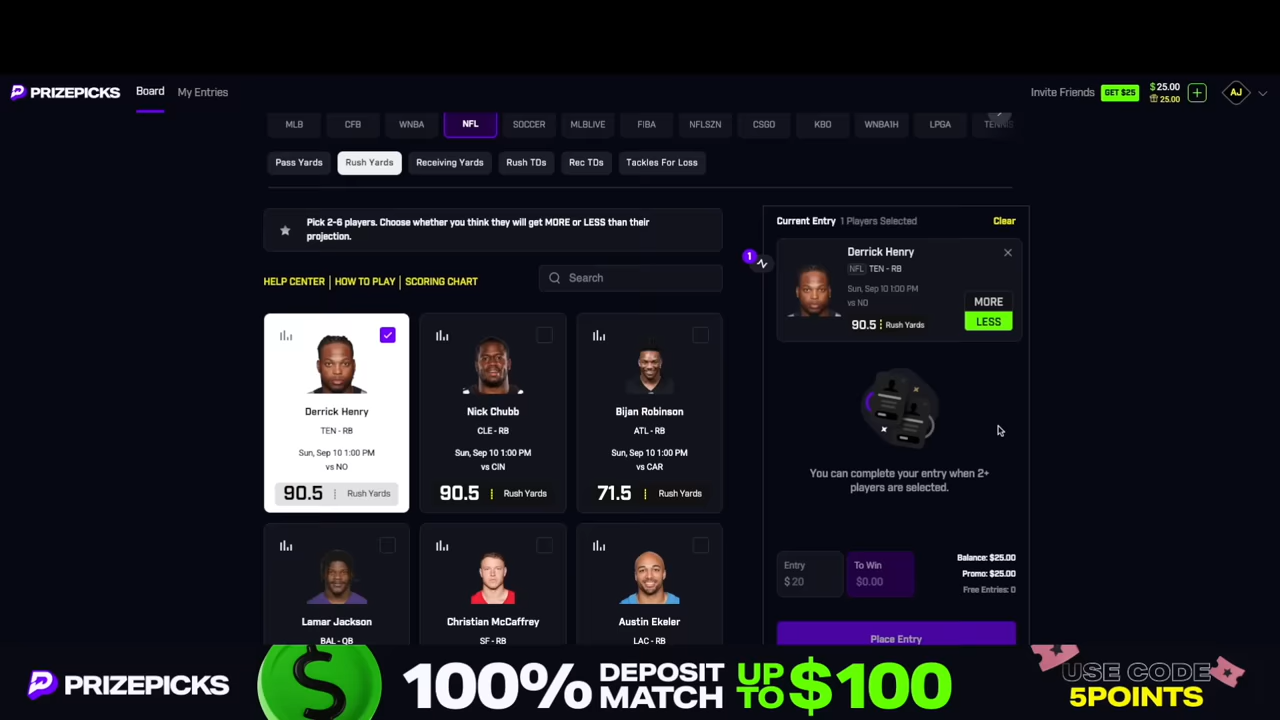 PRIZEPICKS
Board
My Entries
Invite Friends
GET $25
$25.00
25.00
AJ
MLB
CFB
WNBA
NFL
SOCCER
MLBLIVE
FIBA
NFLSZN
CSGO
KBO
WNBA1H
LPGA
TENNIS
Pass Yards
Rush Yards
Receiving Yards
Rush TDs
Rec TDs
Tackles For Loss
Pick 2-6 players. Choose whether you think they will get MORE or LESS than their
projection.
HELP CENTER
HOW TO PLAY
SCORING CHART
Search
Derrick Henry
TEN - RB
Sun, Sep 10 1:00 PM
vs NO
90.5
Rush Yards
Nick Chubb
CLE - RB
Sun, Sep 10 1:00 PM
vs CIN
90.5
Rush Yards
Bijan Robinson
ATL - RB
Sun, Sep 10 1:00 PM
vs CAR
71.5
Rush Yards
Lamar Jackson
BAL - QB
Christian McCaffrey
SF - RB
Austin Ekeler
LAC - RB
Current Entry
1 Players Selected
Clear
1
Derrick Henry
NFL TEN - RB
Sun, Sep 10 1:00 PM
vs NO
90.5
Rush Yards
MORE
LESS
You can complete your entry when 2+
players are selected.
Entry
$ 20
To Win
$0.00
Balance: $25.00
Promo: $25.00
Free Entries: 0
Place Entry
PRIZEPICKS
$
100%
DEPOSIT
MATCH
UP
TO
$100
USE CODE
5POINTS